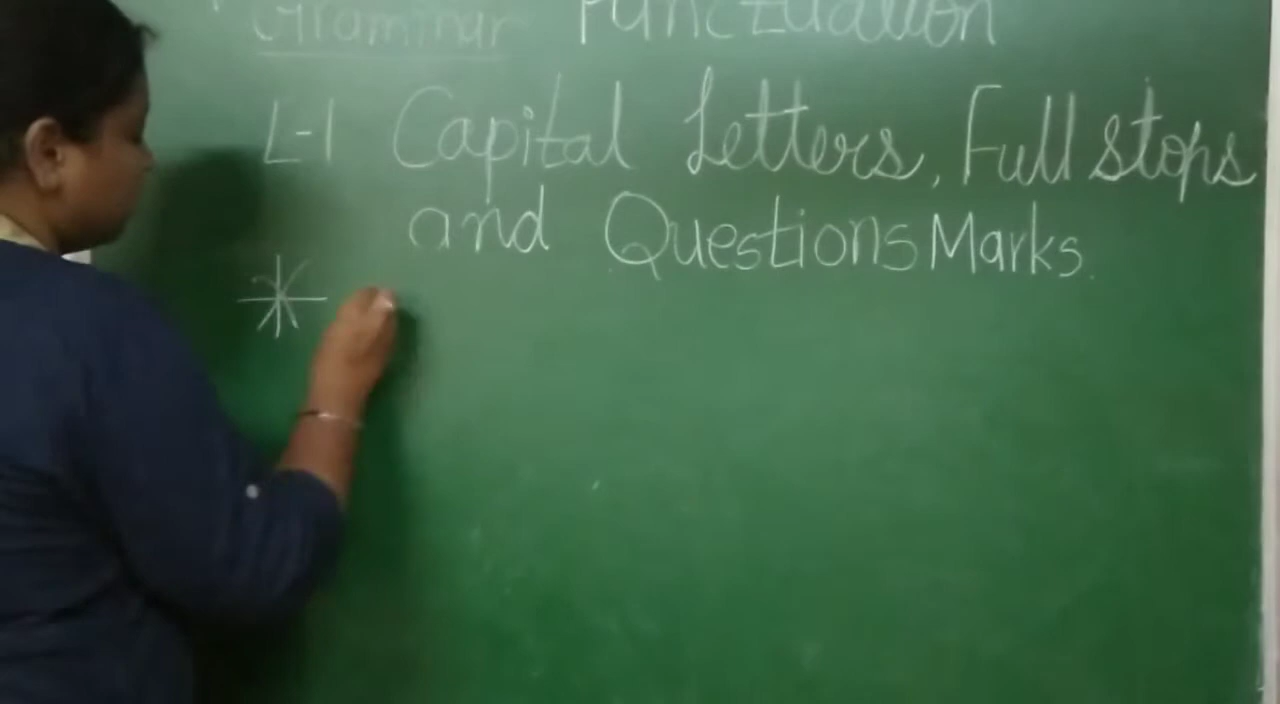 Grammar Punctuation
L-1 Capital Letters, Full stops
and Questions Marks.
*